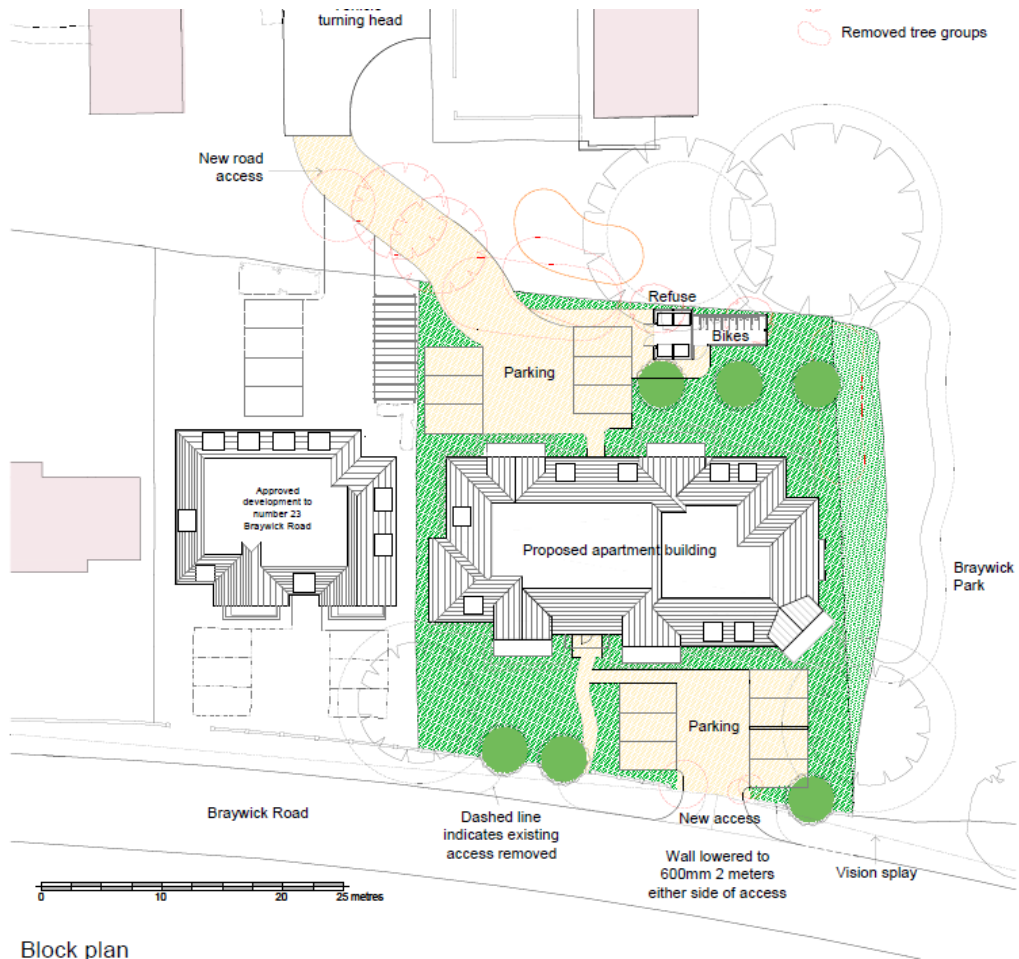 vehicle
turning head
Removed tree groups
New road
access
Refuse
Bikes
Parking
Approved
development to
number 23
Braywick Road
Proposed apartment building
Braywick
Park
Parking
Braywick Road
Dashed line
indicates existing
access removed
New access
Wall lowered to
600mm 2 meters
either side of access
Vision splay
0 10 20 25 metres
Block plan